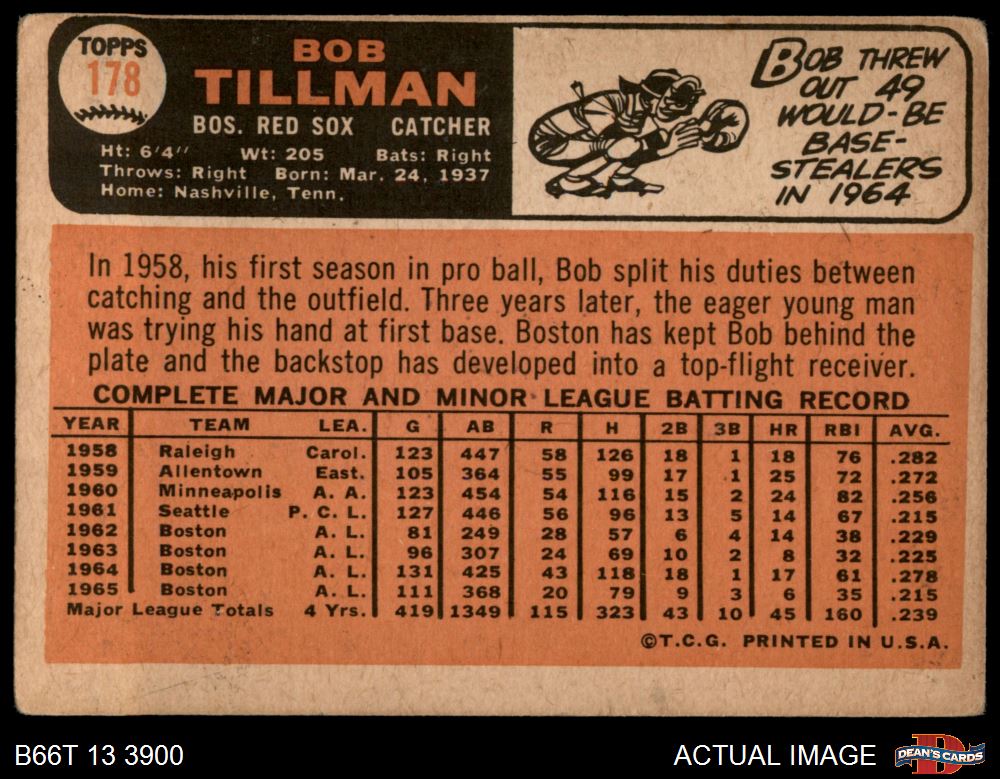 TOPPS
178
BOB
TILLMAN
BOS. RED SOX CATCHER
Ht: 6'4" Wt: 205 Bats: Right
Throws: Right Born: Mar. 24, 1937
Home: Nashville, Tenn.
BOB THREW
OUT 49
WOULD-BE
BASE-
STEALERS
IN 1964
In 1958, his first season in pro ball, Bob split his duties between
catching and the outfield. Three years later, the eager young man
was trying his hand at first base. Boston has kept Bob behind the
plate and the backstop has developed into a top-flight receiver.
COMPLETE MAJOR AND MINOR LEAGUE BATTING RECORD
YEAR TEAM LEA. G AB R H 2B 3B HR RBI AVG.
1958 Raleigh Carol. 123 447 58 126 18 1 18 76 .282
1959 Allentown East. 105 364 55 99 17 1 25 72 .272
1960 Minneapolis A. A. 123 454 54 116 15 2 24 82 .256
1961 Seattle P. C. L. 127 446 56 96 13 5 14 67 .215
1962 Boston A. L. 81 249 28 57 6 4 14 38 .229
1963 Boston A. L. 96 307 24 69 10 2 8 32 .225
1964 Boston A. L. 131 425 43 118 18 1 17 61 .278
1965 Boston A. L. 111 368 20 79 9 3 6 35 .215
Major League Totals 4 Yrs. 419 1349 115 323 43 10 45 160 .239
©T.C.G. PRINTED IN U.S.A.
B66T 13 3900
ACTUAL IMAGE
D
DEAN'S CARDS